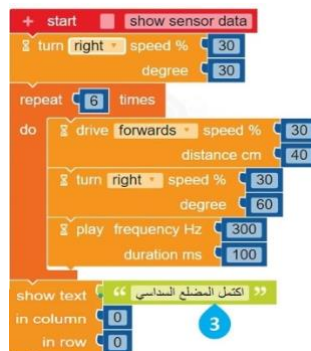 + start show sensor data
turn right speed % 30
degree 30
repeat 6 times
do drive forwards speed % 30
distance cm 40
turn right speed % 30
degree 60
play frequency Hz 300
duration ms 100
show text “ اكتمل المضلع السداسي ”
3
in column 0
in row 0